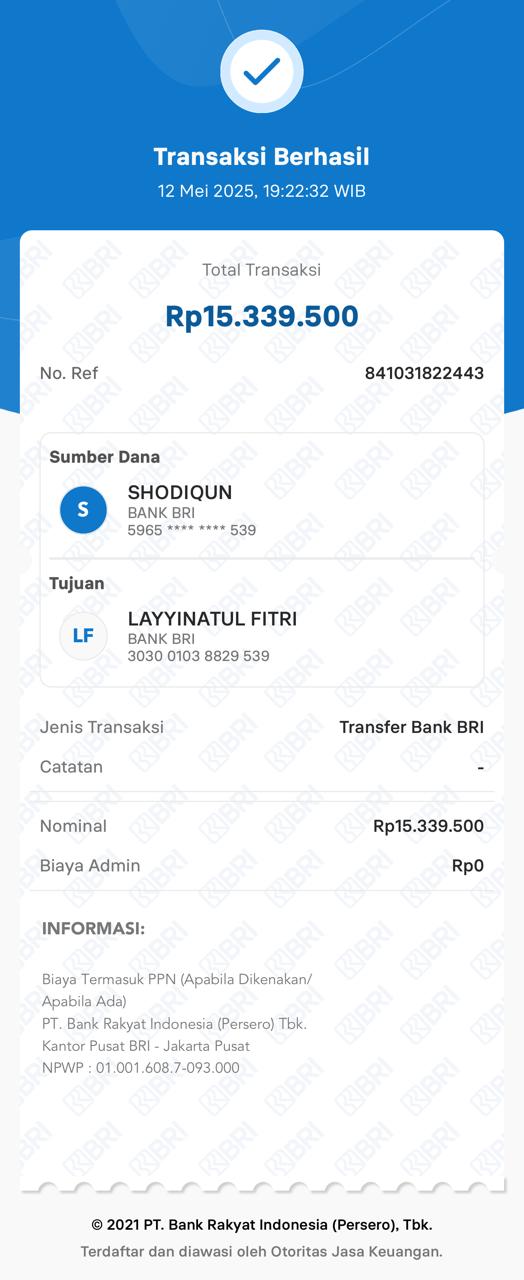 Transaksi Berhasil
12 Mei 2025, 19:22:32 WIB
Total Transaksi
Rp15.339.500
No. Ref 841031822443
Sumber Dana
S
SHODIQUN
BANK BRI
5965 **** **** 539
Tujuan
LF
LAYYINATUL FITRI
BANK BRI
3030 0103 8829 539
Jenis Transaksi Transfer Bank BRI
Catatan -
Nominal Rp15.339.500
Biaya Admin Rp0
INFORMASI:
Biaya Termasuk PPN (Apabila Dikenakan/
Apabila Ada)
PT. Bank Rakyat Indonesia (Persero) Tbk.
Kantor Pusat BRI - Jakarta Pusat
NPWP : 01.001.608.7-093.000
© 2021 PT. Bank Rakyat Indonesia (Persero), Tbk.
Terdaftar dan diawasi oleh Otoritas Jasa Keuangan.